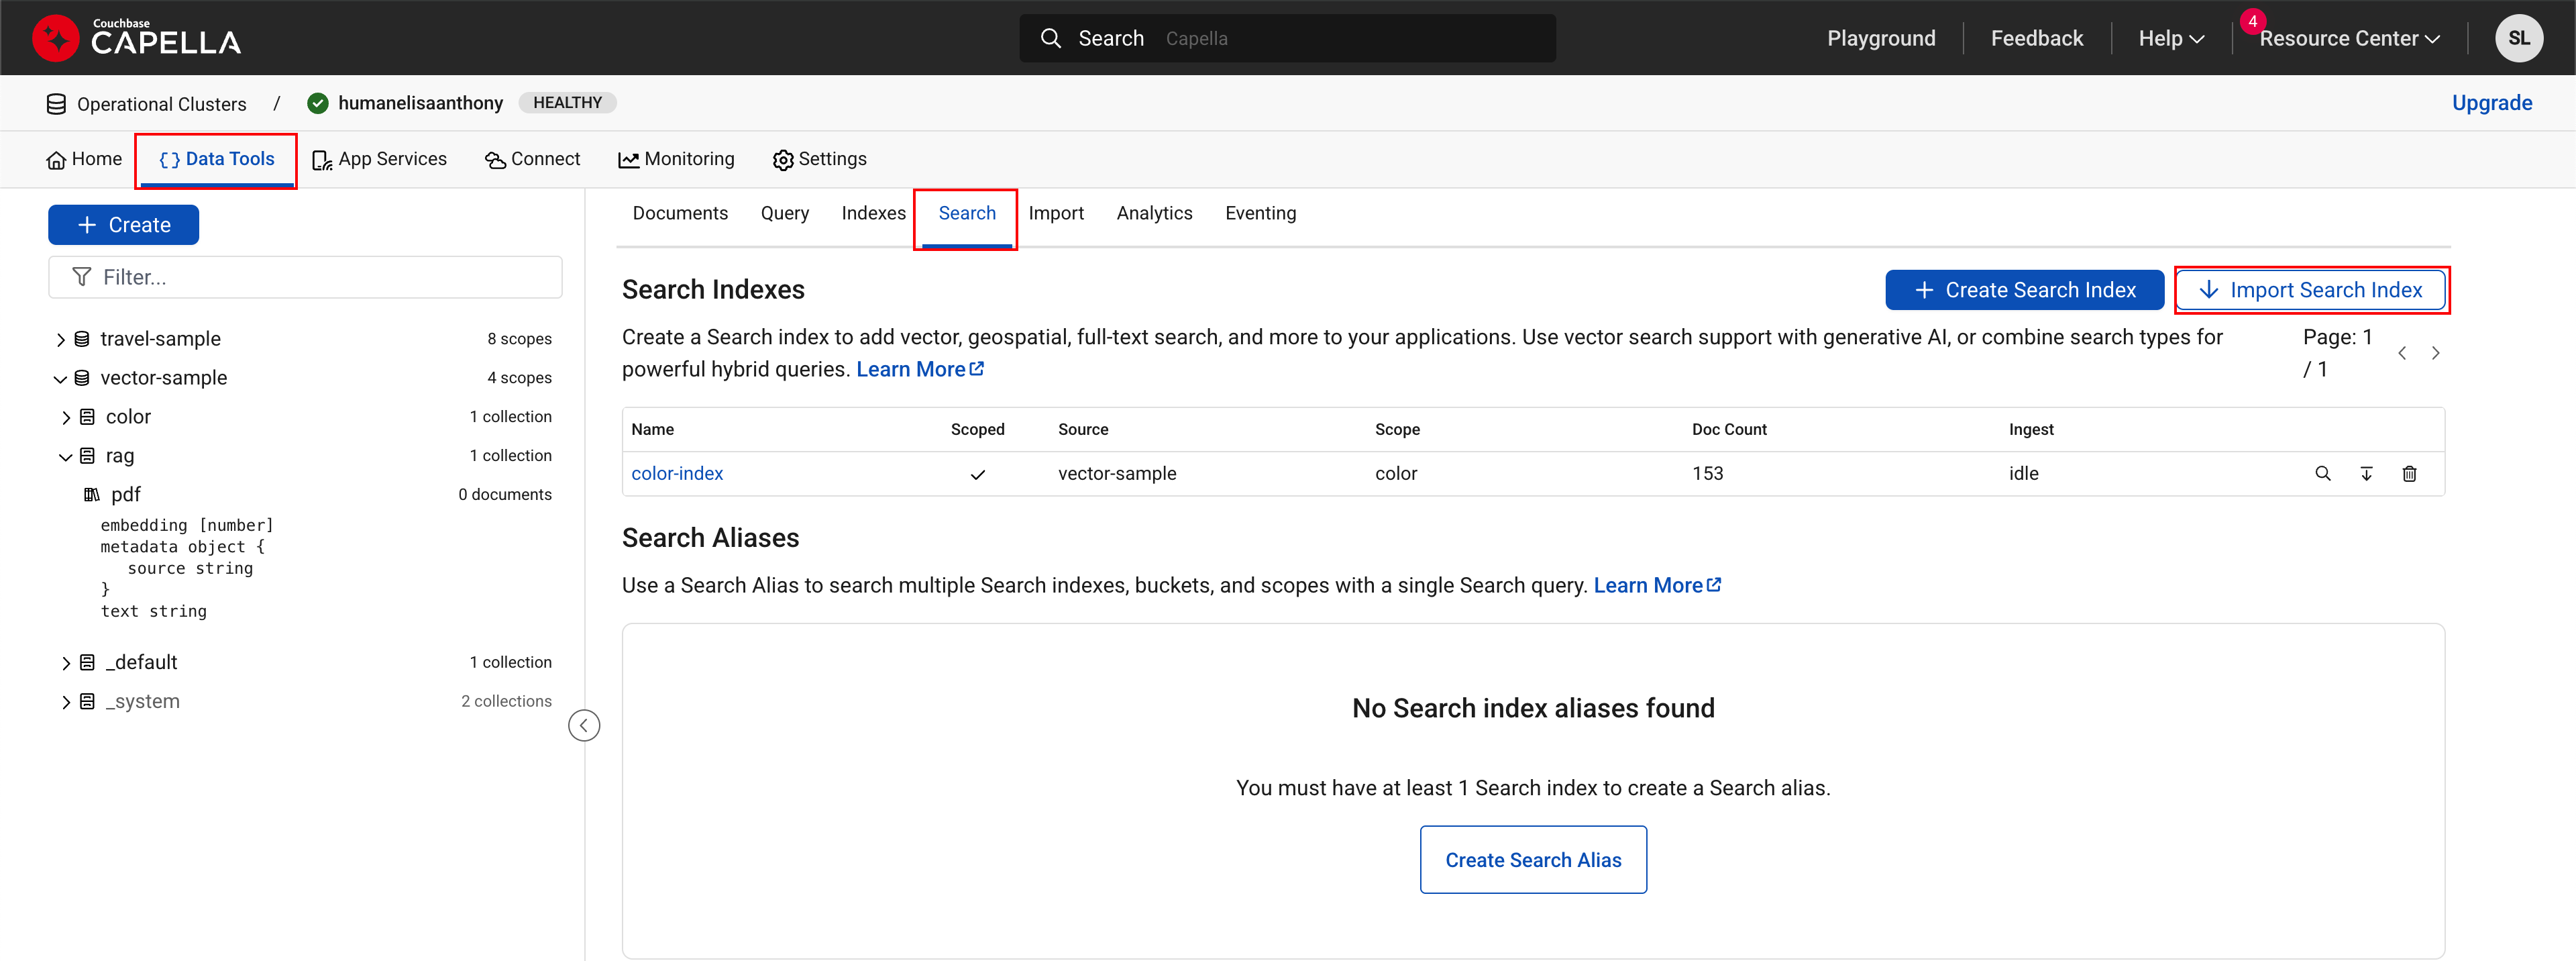 Couchbase
CAPELLA
Search Capella
Playground
Feedback
Help
4
Resource Center
SL
Operational Clusters / humanelisaanthony HEALTHY
Upgrade
Home
{} Data Tools
App Services
Connect
Monitoring
Settings
+ Create
Filter...
travel-sample 8 scopes
vector-sample 4 scopes
color 1 collection
rag 1 collection
pdf 0 documents
embedding [number]
metadata object {
source string
}
text string
_default 1 collection
_system 2 collections
Documents Query Indexes Search Import Analytics Eventing
Search Indexes
+ Create Search Index
Import Search Index
Create a Search index to add vector, geospatial, full-text search, and more to your applications. Use vector search support with generative AI, or combine search types for
powerful hybrid queries. Learn More
Page: 1
/ 1
Name Scoped Source Scope Doc Count Ingest
color-index vector-sample color 153 idle
Search Aliases
Use a Search Alias to search multiple Search indexes, buckets, and scopes with a single Search query. Learn More
No Search index aliases found
You must have at least 1 Search index to create a Search alias.
Create Search Alias